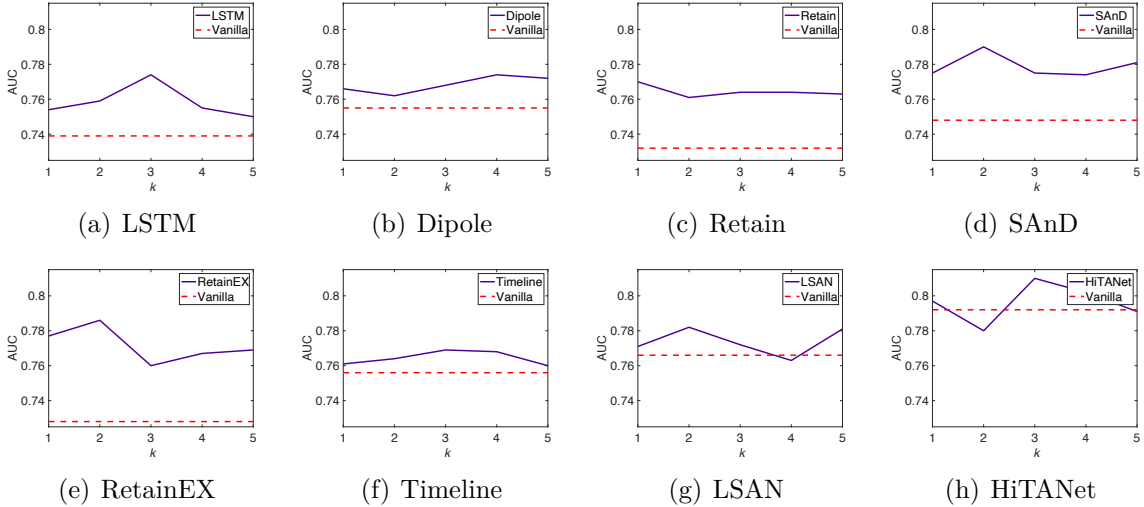 LSTM
Vanilla
0.8
0.78
0.76
0.74
AUC
1 2 3 4 5
k
(a) LSTM
Dipole
Vanilla
0.8
0.78
0.76
0.74
AUC
1 2 3 4 5
k
(b) Dipole
Retain
Vanilla
0.8
0.78
0.76
0.74
AUC
1 2 3 4 5
k
(c) Retain
SAnD
Vanilla
0.8
0.78
0.76
0.74
AUC
1 2 3 4 5
k
(d) SAnD
RetainEX
Vanilla
0.8
0.78
0.76
0.74
AUC
1 2 3 4 5
k
(e) RetainEX
Timeline
Vanilla
0.8
0.78
0.76
0.74
AUC
1 2 3 4 5
k
(f) Timeline
LSAN
Vanilla
0.8
0.78
0.76
0.74
AUC
1 2 3 4 5
k
(g) LSAN
HiTANet
Vanilla
0.8
0.78
0.76
0.74
AUC
1 2 3 4 5
k
(h) HiTANet